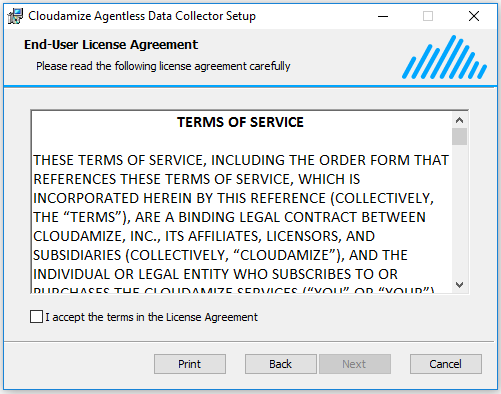 Cloudamize Agentless Data Collector Setup
End-User License Agreement
Please read the following license agreement carefully
TERMS OF SERVICE
THESE TERMS OF SERVICE, INCLUDING THE ORDER FORM THAT
REFERENCES THESE TERMS OF SERVICE, WHICH IS
INCORPORATED HEREIN BY THIS REFERENCE (COLLECTIVELY,
THE “TERMS”), ARE A BINDING LEGAL CONTRACT BETWEEN
CLOUDAMIZE, INC., ITS AFFILIATES, LICENSORS, AND
SUBSIDIARIES (COLLECTIVELY, “CLOUDAMIZE”), AND THE
INDIVIDUAL OR LEGAL ENTITY WHO SUBSCRIBES TO OR
PURCHASES THE CLOUDAMIZE SERVICES (“YOU” OR “YOUR”)
I accept the terms in the License Agreement
Print
Back
Next
Cancel